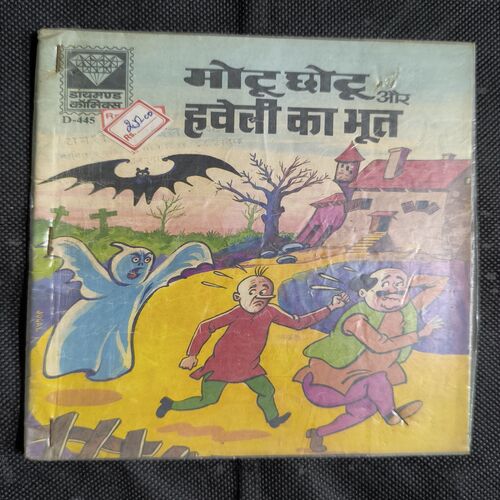 डायमण्ड
कॉमिक्स
D-445
मोटू छोटू और
हवेली का भूत